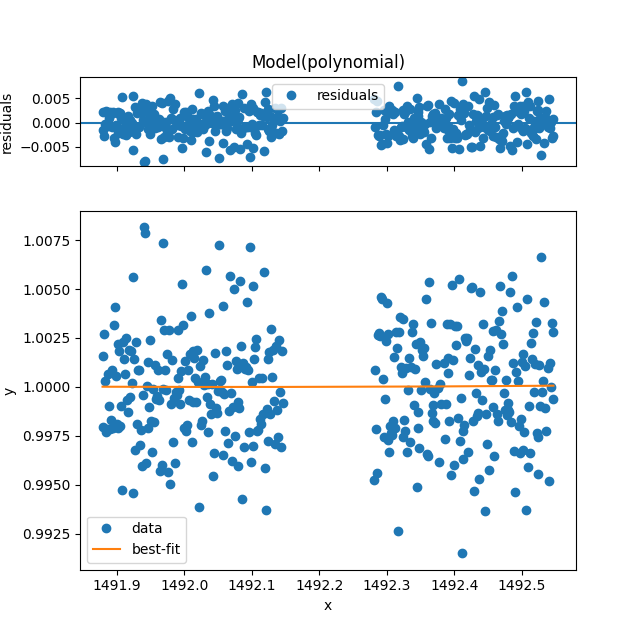 Model(polynomial)
residuals
0.005
0.000
−0.005
residuals
y
1.0075
1.0050
1.0025
1.0000
0.9975
0.9950
0.9925
data
best-fit
1491.9 1492.0 1492.1 1492.2 1492.3 1492.4 1492.5
x